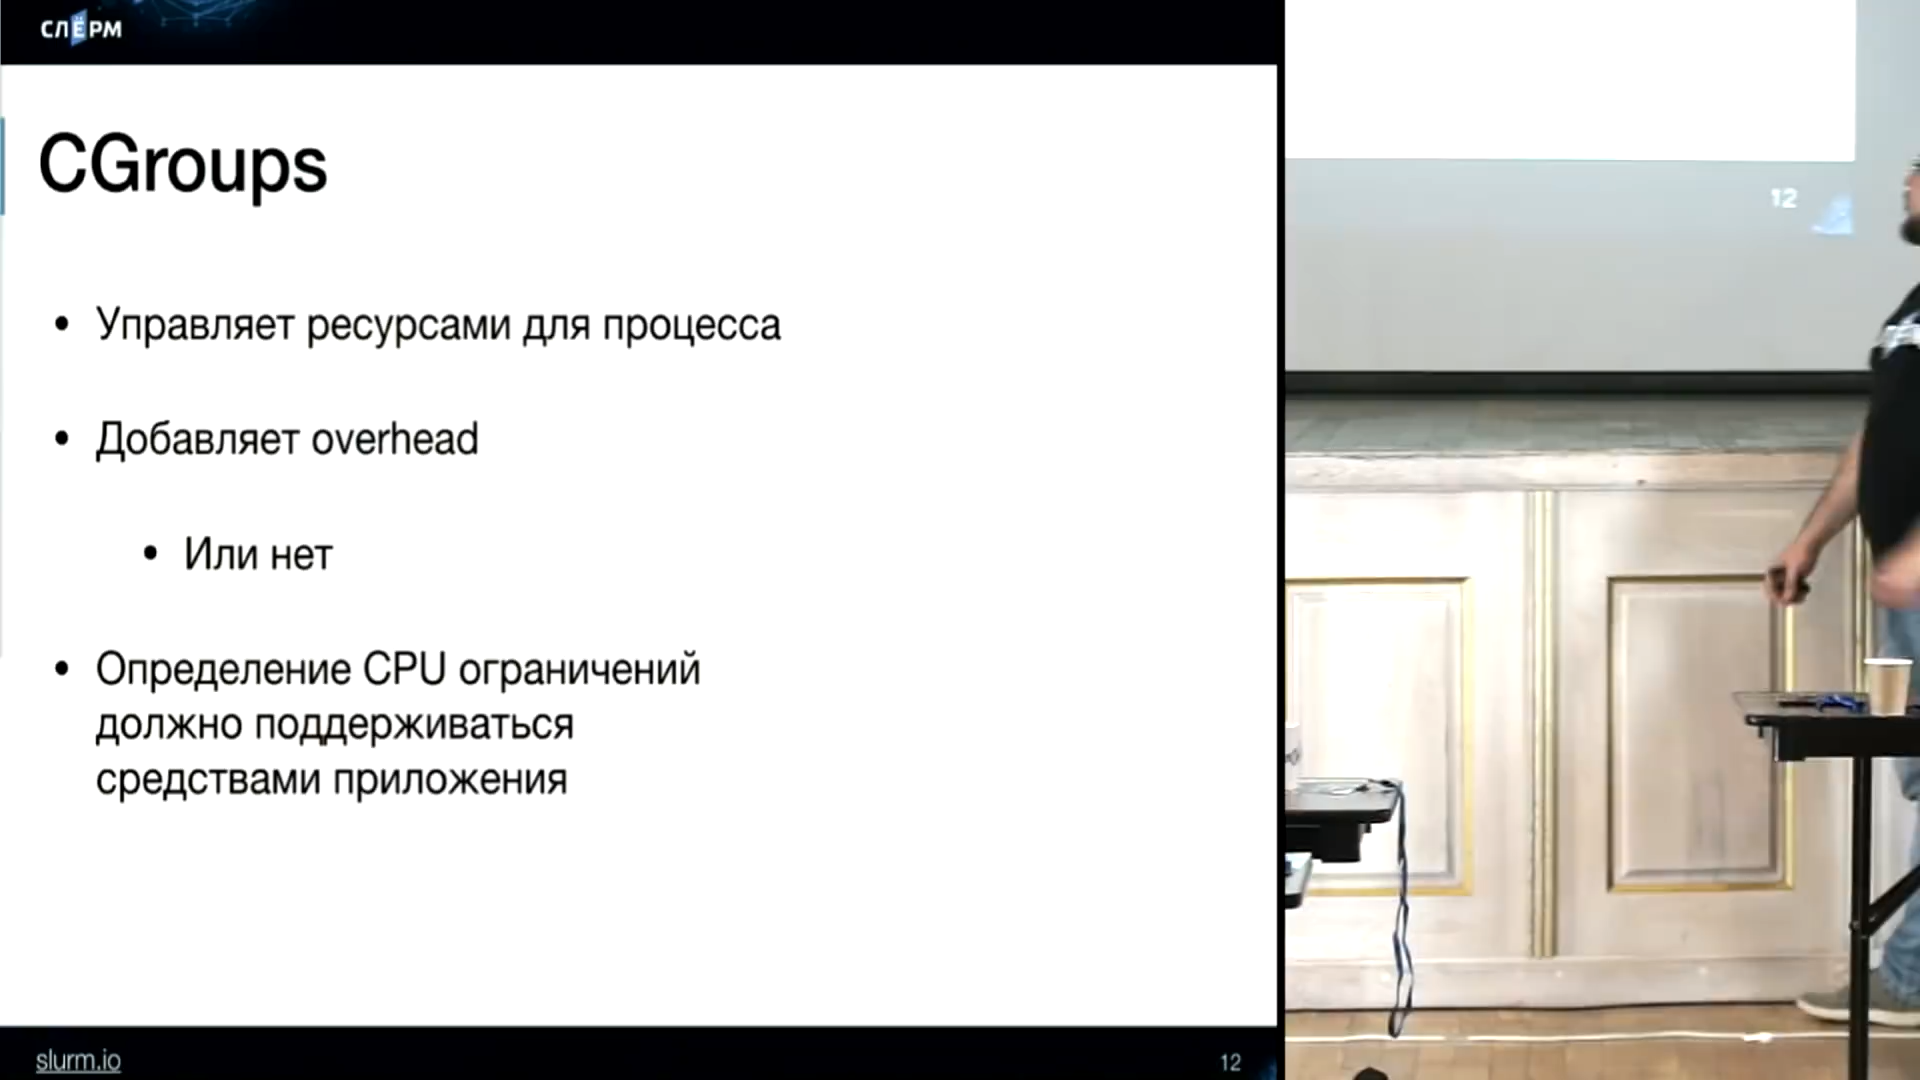 СЛЁРМ
CGroups
• Управляет ресурсами для процесса
• Добавляет overhead
• Или нет
• Определение CPU ограничений
должно поддерживаться
средствами приложения
slurm.io
12
12